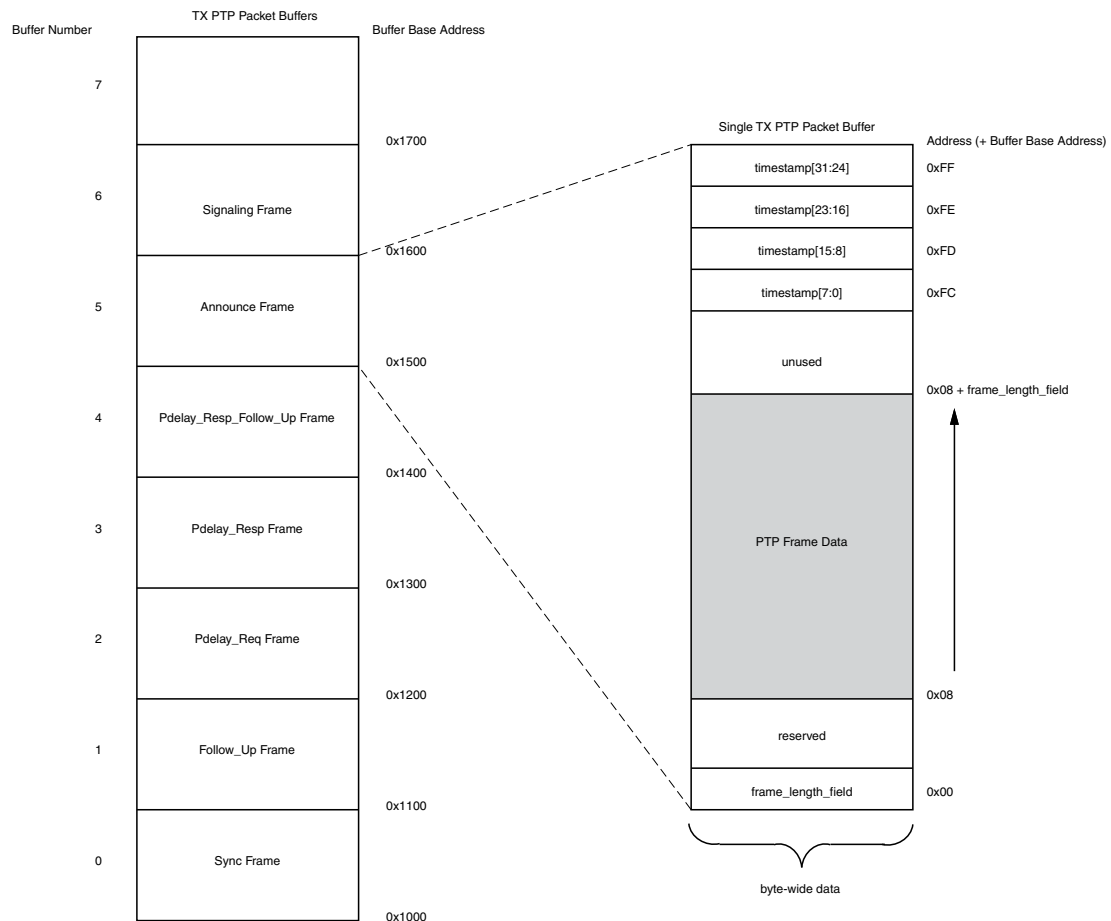 TX PTP Packet Buffers
Buffer Number
Buffer Base Address
7
0x1700
6
Signaling Frame
0x1600
5
Announce Frame
0x1500
4
Pdelay_Resp_Follow_Up Frame
0x1400
3
Pdelay_Resp Frame
0x1300
2
Pdelay_Req Frame
0x1200
1
Follow_Up Frame
0x1100
0
Sync Frame
0x1000
Single TX PTP Packet Buffer
Address (+ Buffer Base Address)
timestamp[31:24]
0xFF
timestamp[23:16]
0xFE
timestamp[15:8]
0xFD
timestamp[7:0]
0xFC
unused
0x08 + frame_length_field
PTP Frame Data
0x08
reserved
frame_length_field
0x00
byte-wide data